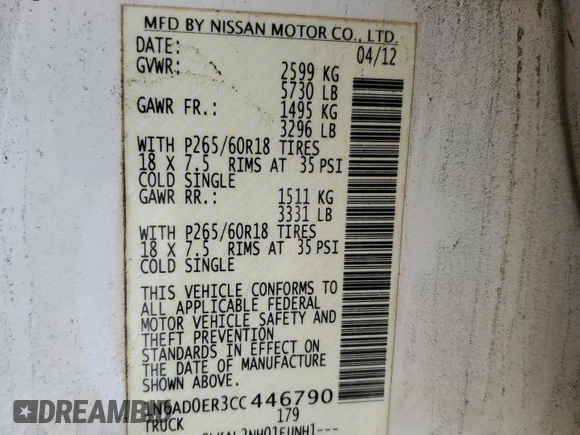 MFD BY NISSAN MOTOR CO., LTD.
DATE: 04/12
GVWR: 2599 KG
5730 LB
GAWR FR.: 1495 KG
3296 LB
WITH P265/60R18 TIRES
18 X 7.5 RIMS AT 35 PSI
COLD SINGLE
GAWR RR.: 1511 KG
3331 LB
WITH P265/60R18 TIRES
18 X 7.5 RIMS AT 35 PSI
COLD SINGLE
THIS VEHICLE CONFORMS TO
ALL APPLICABLE FEDERAL
MOTOR VEHICLE SAFETY AND
THEFT PREVENTION
STANDARDS IN EFFECT ON
THE DATE OF MANUFACTURE
SHOWN ABOVE.
1N6AD0ER3CC446790
TRUCK 179
DEALERSCAR.AUCTION